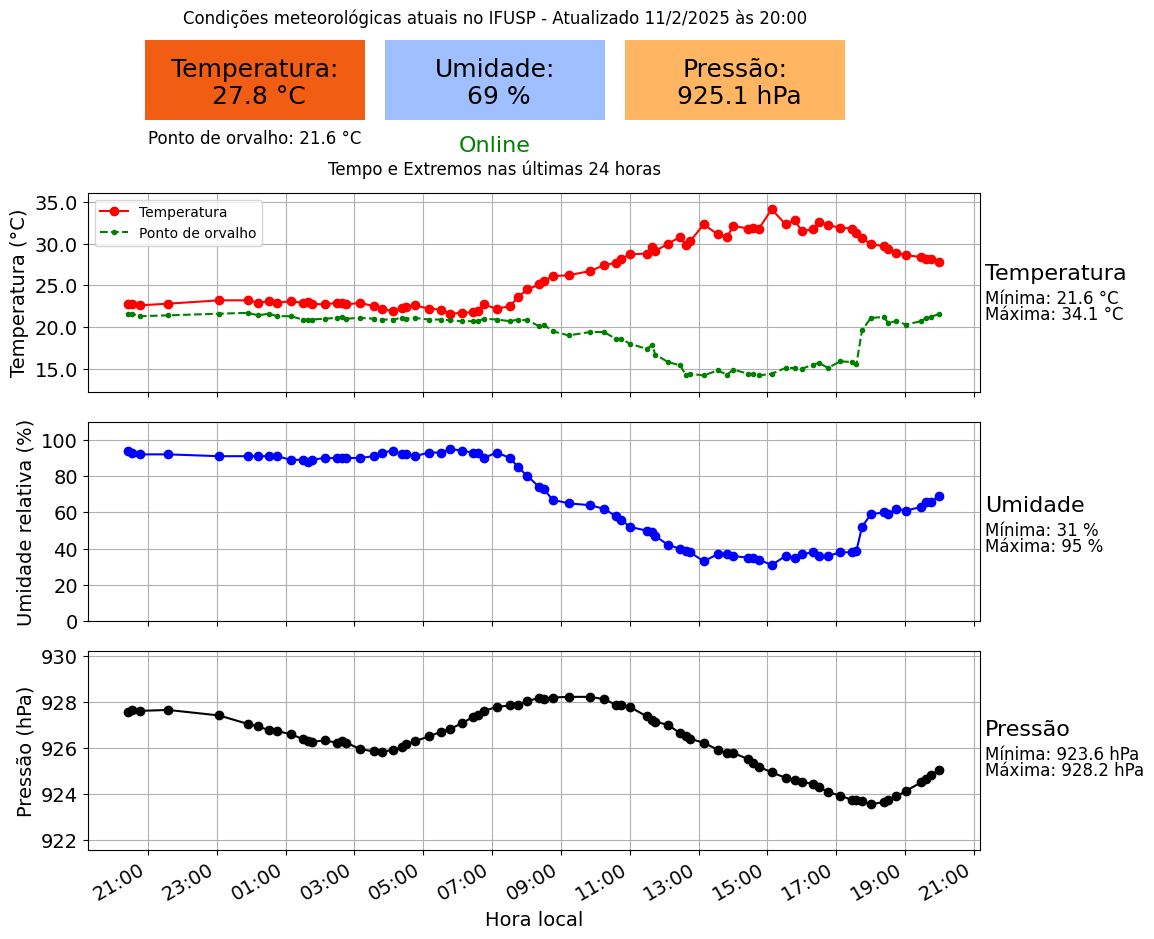 Condições meteorológicas atuais no IFUSP - Atualizado 11/2/2025 às 20:00
Temperatura:
27.8 °C
Umidade:
69 %
Pressão:
925.1 hPa
Ponto de orvalho: 21.6 °C
Online
Tempo e Extremos nas últimas 24 horas
Temperatura (°C)
35.0
30.0
25.0
20.0
15.0
Temperatura
Ponto de orvalho
Temperatura
Mínima: 21.6 °C
Máxima: 34.1 °C
Umidade relativa (%)
100
80
60
40
20
0
Umidade
Mínima: 31 %
Máxima: 95 %
Pressão (hPa)
930
928
926
924
922
Pressão
Mínima: 923.6 hPa
Máxima: 928.2 hPa
21:00
23:00
01:00
03:00
05:00
07:00
09:00
11:00
13:00
15:00
17:00
19:00
21:00
Hora local